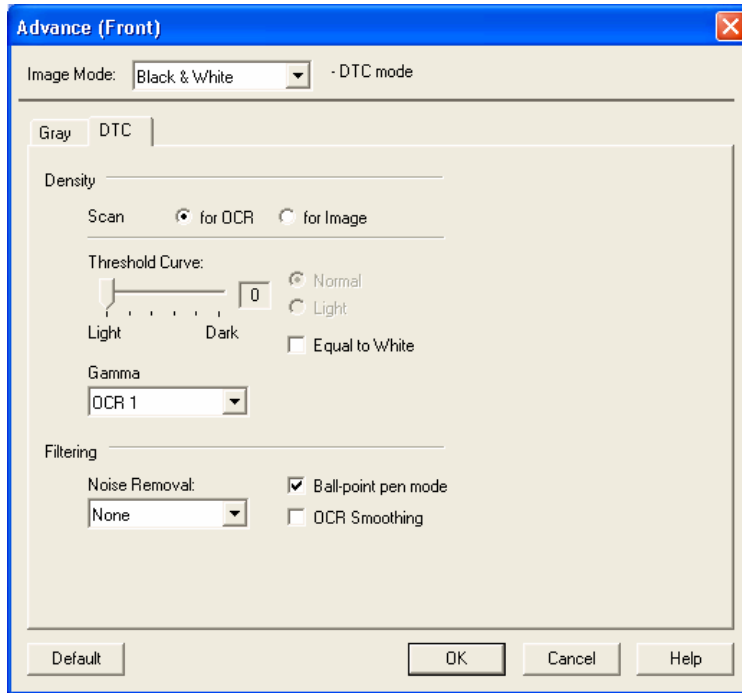 Advance (Front)
Image Mode: Black & White - DTC mode
Gray DTC
Density
Scan for OCR for Image
Threshold Curve:
0 Normal
Light
Light Dark
Equal to White
Gamma
OCR 1
Filtering
Noise Removal: Ball-point pen mode
None OCR Smoothing
Default OK Cancel Help